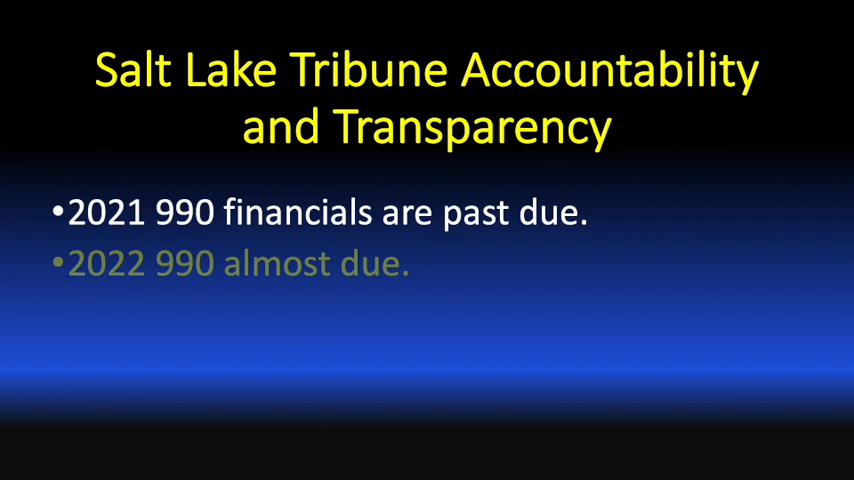 Salt Lake Tribune Accountability
and Transparency
•2021 990 financials are past due.
•2022 990 almost due.